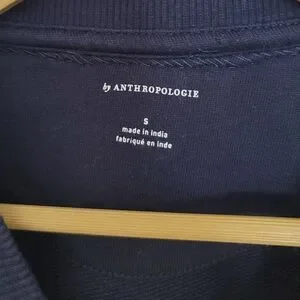 by ANTHROPOLOGIE
S
made in india
fabriqué en inde